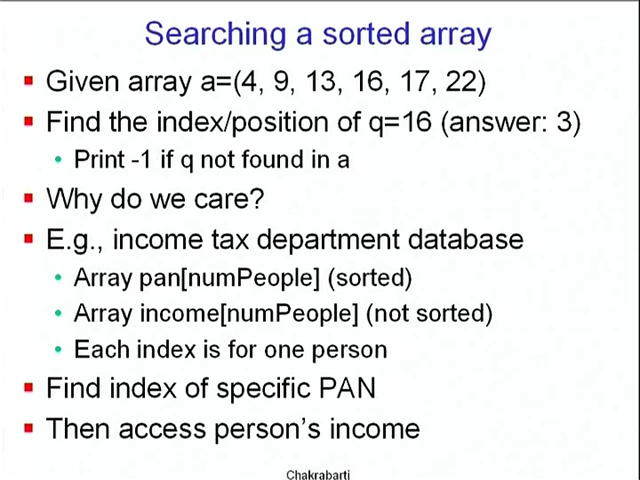 Searching a sorted array
Given array a=(4, 9, 13, 16, 17, 22)
Find the index/position of q=16 (answer: 3)
Print -1 if q not found in a
Why do we care?
E.g., income tax department database
Array pan[numPeople] (sorted)
Array income[numPeople] (not sorted)
Each index is for one person
Find index of specific PAN
Then access person's income
Chakrabarti